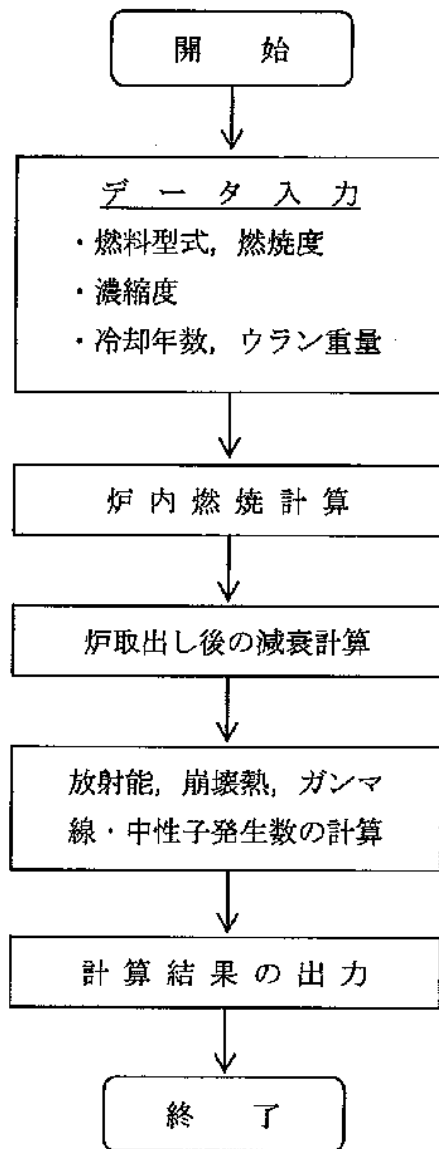 開始
データ入力
・燃料型式，燃焼度
・濃縮度
・冷却年数，ウラン重量
炉内燃焼計算
炉取出し後の減衰計算
放射能，崩壊熱，ガンマ
線・中性子発生数の計算
計算結果の出力
終了